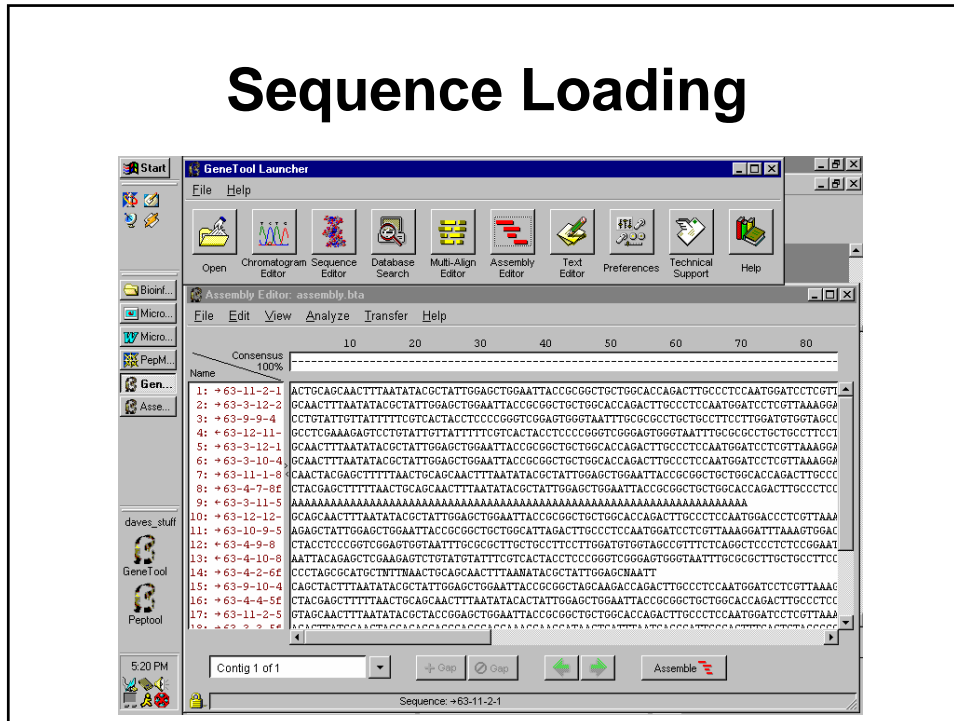 Sequence Loading
Start
GeneTool Launcher
File Help
Open
Chromatogram Editor
Sequence Editor
Database Search
Multi-Align Editor
Assembly Editor
Text Editor
Preferences
Technical Support
Help
Bioinf...
Micro...
Micro...
PepM...
Gen...
Asse...
daves_stuff
GeneTool
Peptool
5:20 PM
Assembly Editor: assembly.bta
File Edit View Analyze Transfer Help
10 20 30 40 50 60 70 80
Consensus
100%
Name
1: →63-11-2-1 ACTGCAGCAACTTTAATATACGCTATTGGAGCTGGAATTACCGCGGCTGCTGGCACCAGACTTGCCCTCCAATGGATCCTCGTT
2: →63-3-12-2 GCAACTTTAATATACGCTATTGGAGCTGGAATTACCGCGGCTGCTGGCACCAGACTTGCCCTCCAATGGATCCTCGTTAAAGGA
3: →63-9-9-4 CCTGTATTGTTATTTTTCGTCACTACCTCCCCGGGTCGGAGTGGGTAATTTGCGCGCCTGCTGCCTTCCTTGGATGTGGTAGCC
4: ←63-12-11- GCCTCGAAAGAGTCCTGTATTGTTATTTTTCGTCACTACCTCCCCGGGTCGGGAGTGGGTAATTTGCGCGCCTGCTGCCTTCCT
5: →63-3-12-1 GCAACTTTAATATACGCTATTGGAGCTGGAATTACCGCGGCTGCTGGCACCAGACTTGCCCTCCAATGGATCCTCGTTAAAGGA
6: →63-3-10-4 GCAACTTTAATATACGCTATTGGAGCTGGAATTACCGCGGCTGCTGGCACCAGACTTGCCCTCCAATGGATCCTCGTTAAAGGA
7: →63-11-1-8 CAACTACGAGCTTTTTAACTGCAGCAACTTTAATATACGCTATTGGAGCTGGAATTACCGCGGCTGCTGGCACCAGACTTGCCC
8: →63-4-7-8f CTACGAGCTTTTTAACTGCAGCAACTTTAATATACGCTATTGGAGCTGGAATTACCGCGGCTGCTGGCACCAGACTTGCCCTCC
9: ←63-3-11-5 AAAAAAAAAAAAAAAAAAAAAAAAAAAAAAAAAAAAAAAAAAAAAAAAAAAAAAAAAAAAAAAAAAAAAA
10: →63-12-12- GCAGCAACTTTAATATACGCTATTGGAGCTGGAATTACCGCGGCTGCTGGCACCAGACTTGCCCTCCAATGGACCCTCGTTAAA
11: →63-10-9-5 AGAGCTATTGGAGCTGGAATTACCGCGGCTGCTGGCATTAGACTTGCCCTCCAATGGATCCTCGTTAAAGGATTTAAAGTGGAC
12: ←63-4-9-8 CTACCTCCCCGGTCGGAGTGGTAATTTGCGCGCTTGCTGCCTTCCTTGGATGTGGTAGCCGTTTCTCAGGCTCCCTCTCCGGAAT
13: ←63-4-10-8 AATTACAGAGCTCGAAGAGTCTGTATGTATTTCGTCACTACCTCCCGGGTCGGGAGTGGGTAATTTGCGCGCTTGCTGCCTTCC
14: →63-4-2-6f CCCTAGCGCATGCTNTTNAACTGCAGCAACTTTAANATACGCTATTGGAGCNAATT
15: →63-9-10-4 CAGCTACTTTAATATACGCTATTGGAGCTGGAATTACCGCGGCTAGCAAGACCAGACTTGCCCTCCAATGGATCCTCGTTAAAG
16: →63-4-4-5f CTACGAGCTTTTTAACTGCAGCAACTTTAATATACACTATTGGAGCTGGAATTACCGCGGCTGCTGGCACCAGACTTGCCCTCC
17: →63-11-2-5 GTAGCAACTTTAATATACGCTACCGGAGCTGGAATTACCGCGGCTGCTGGCACCAGACTTGCCCTCCAATGGATCCTCGTTAAA
Contig 1 of 1
Gap
Gap
Assemble
Sequence: →63-11-2-1